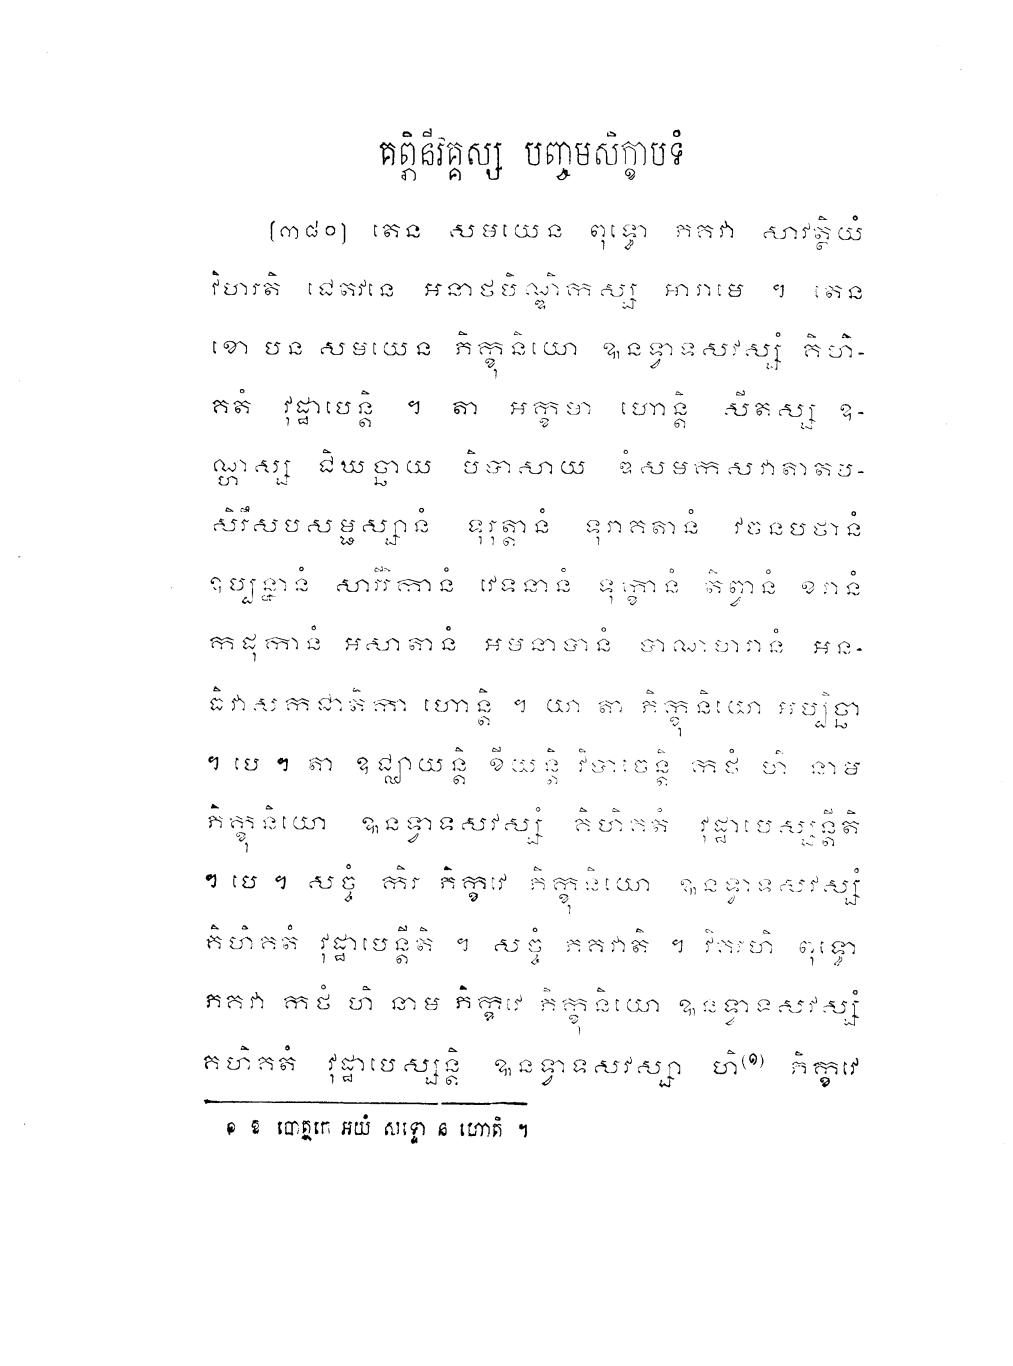 គព្ភិនីវគ្គស្ស បញ្ចមសិក្ខាបទំ
[៣៨០] តេន សមយេន ពុទ្ធោ ភគវា សាវត្ថិយំ
វិហរតិ ជេតវនេ អនាថបិណ្ឌិកស្ស អារាមេ ។ តេន
ខោ បន សមយេន ភិក្ខុនិយោ ឩនទ្វាទសវស្សំ គិហិ-
គតំ វុដ្ឋាបេន្តិ ។ តា អក្ខមា ហោន្តិ សីតស្ស ឧ-
ណ្ហស្ស ជិឃច្ឆាយ បិបាសាយ ឌំសមកសវាតាតប-
សិរីសបសម្ផស្សានំ ទុរុត្តានំ ទុរាគតានំ វចនបថានំ
ឧប្បន្នានំ សារីរិកានំ វេទនានំ ទុក្ខានំ តិព្វានំ ខរានំ
កដុកានំ អសាតានំ អមនាបានំ បាណហរានំ អន-
ធិវាសកជាតិកា ហោន្តិ ។ យា តា ភិក្ខុនិយោ អប្បិច្ឆា
។ បេ ។ តា ឧជ្ឈាយន្តិ ខីយន្តិ វិបាចេន្តិ កថំ ហិ នាម
ភិក្ខុនិយោ ឩនទ្វាទសវស្សំ គិហិគតំ វុដ្ឋាបេស្សន្តីតិ
។ បេ ។ សច្ចំ កិរ ភិក្ខវេ ភិក្ខុនិយោ ឩនទ្វាទសវស្សំ
គិហិគតំ វុដ្ឋាបេន្តីតិ ។ សច្ចំ ភគវាតិ ។ វិគរហិ ពុទ្ធោ
ភគវា កថំ ហិ នាម ភិក្ខវេ ភិក្ខុនិយោ ឩនទ្វាទសវស្សំ
គហិគតំ វុដ្ឋាបេស្សន្តិ ឩនទ្វាទសវស្សា ហិ(១) ភិក្ខវេ
១ ឱ បោត្ថកេ អយំ សទ្ទោ ន ហោតិ ។